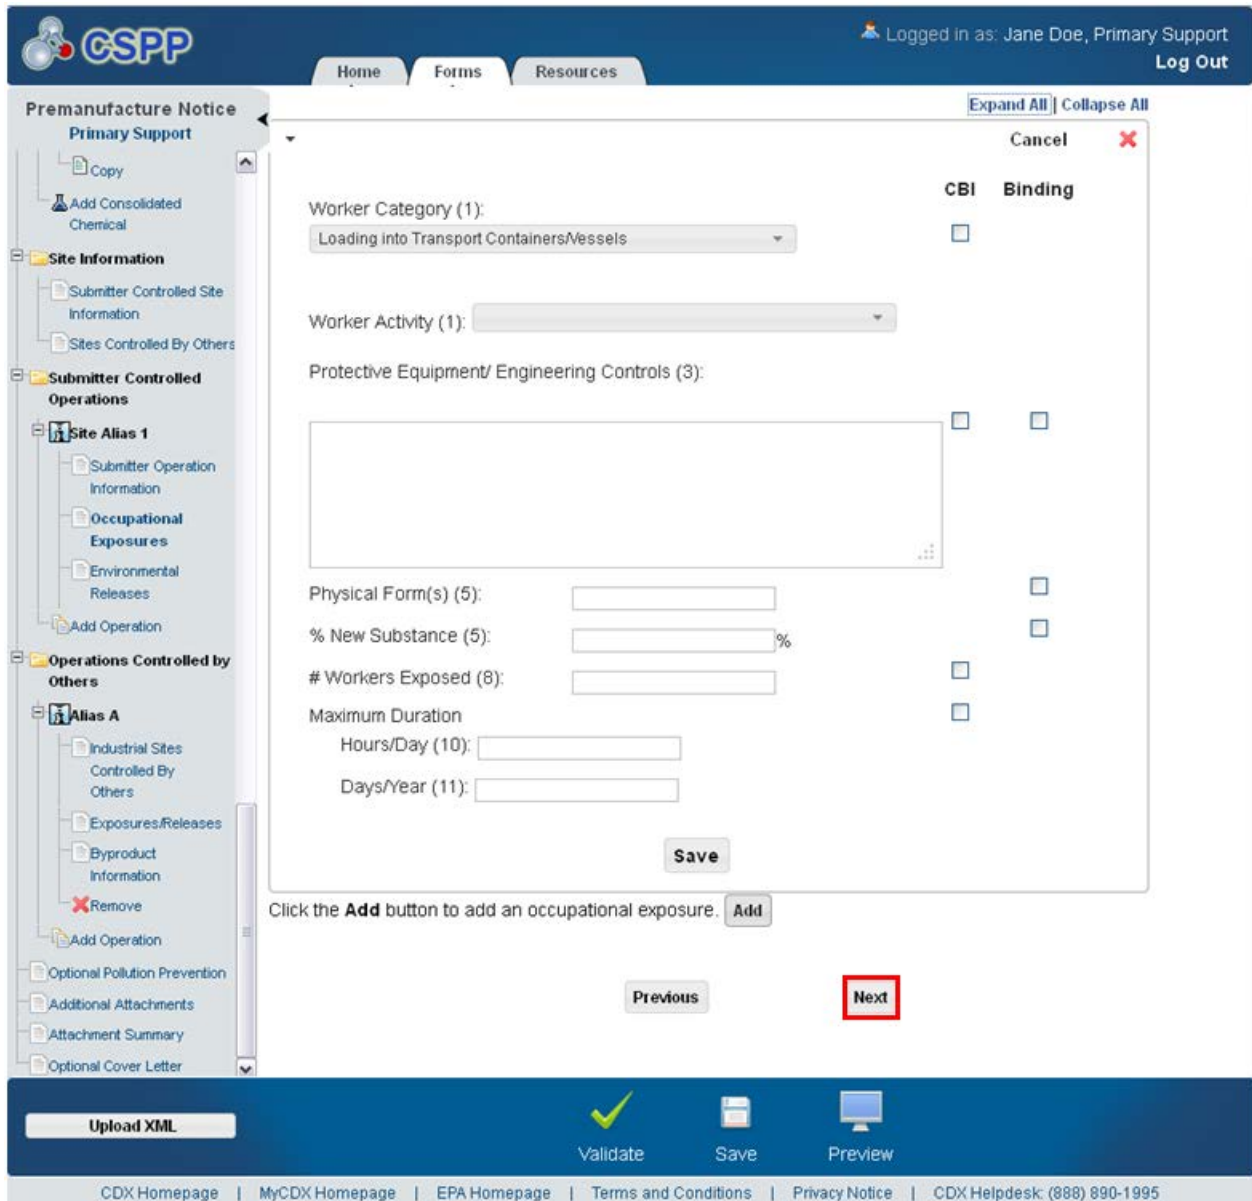 CSPP
Logged in as: Jane Doe, Primary Support
Log Out
Home
Forms
Resources
Premanufacture Notice
Primary Support
Copy
Add Consolidated
Chemical
Site Information
Submitter Controlled Site
Information
Sites Controlled By Others
Submitter Controlled
Operations
Site Alias 1
Submitter Operation
Information
Occupational
Exposures
Environmental
Releases
Add Operation
Operations Controlled by
Others
Alias A
Industrial Sites
Controlled By
Others
Exposures/Releases
Byproduct
Information
Remove
Add Operation
Optional Pollution Prevention
Additional Attachments
Attachment Summary
Optional Cover Letter
Expand All | Collapse All
Cancel
CBI Binding
Worker Category (1):
Loading into Transport Containers/Vessels
Worker Activity (1):
Protective Equipment/ Engineering Controls (3):
Physical Form(s) (5):
% New Substance (5): %
# Workers Exposed (8):
Maximum Duration
Hours/Day (10):
Days/Year (11):
Save
Click the Add button to add an occupational exposure. Add
Previous Next
Upload XML
Validate Save Preview
CDX Homepage | MyCDX Homepage | EPA Homepage | Terms and Conditions | Privacy Notice | CDX Helpdesk: (888) 890-1995